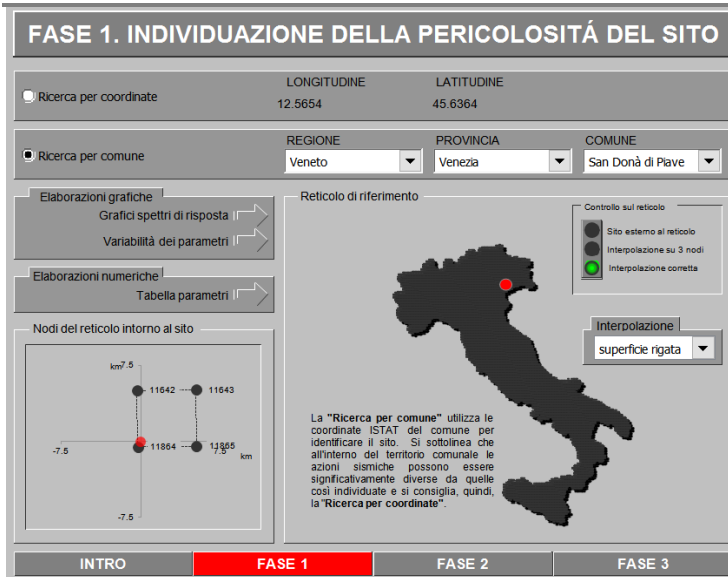 FASE 1. INDIVIDUAZIONE DELLA PERICOLOSITÁ DEL SITO
Ricerca per coordinate
LONGITUDINE
LATITUDINE
12.5654
45.6364
Ricerca per comune
REGIONE
PROVINCIA
COMUNE
Veneto
Venezia
San Donà di Piave
Elaborazioni grafiche
Grafici spettri di risposta
Variabilità dei parametri
Elaborazioni numeriche
Tabella parametri
Nodi del reticolo intorno al sito
km
7.5
11642
11643
-7.5
11864
11865
7.5
km
-7.5
Reticolo di riferimento
Controllo sul reticolo
Sito esterno al reticolo
Interpolazione su 3 nodi
Interpolazione corretta
Interpolazione
superficie rigata
La "Ricerca per comune" utilizza le
coordinate ISTAT del comune per
identificare il sito. Si sottolinea che
all'interno del territorio comunale le
azioni sismiche possono essere
significativamente diverse da quelle
così individuate e si consiglia, quindi,
la "Ricerca per coordinate".
INTRO
FASE 1
FASE 2
FASE 3